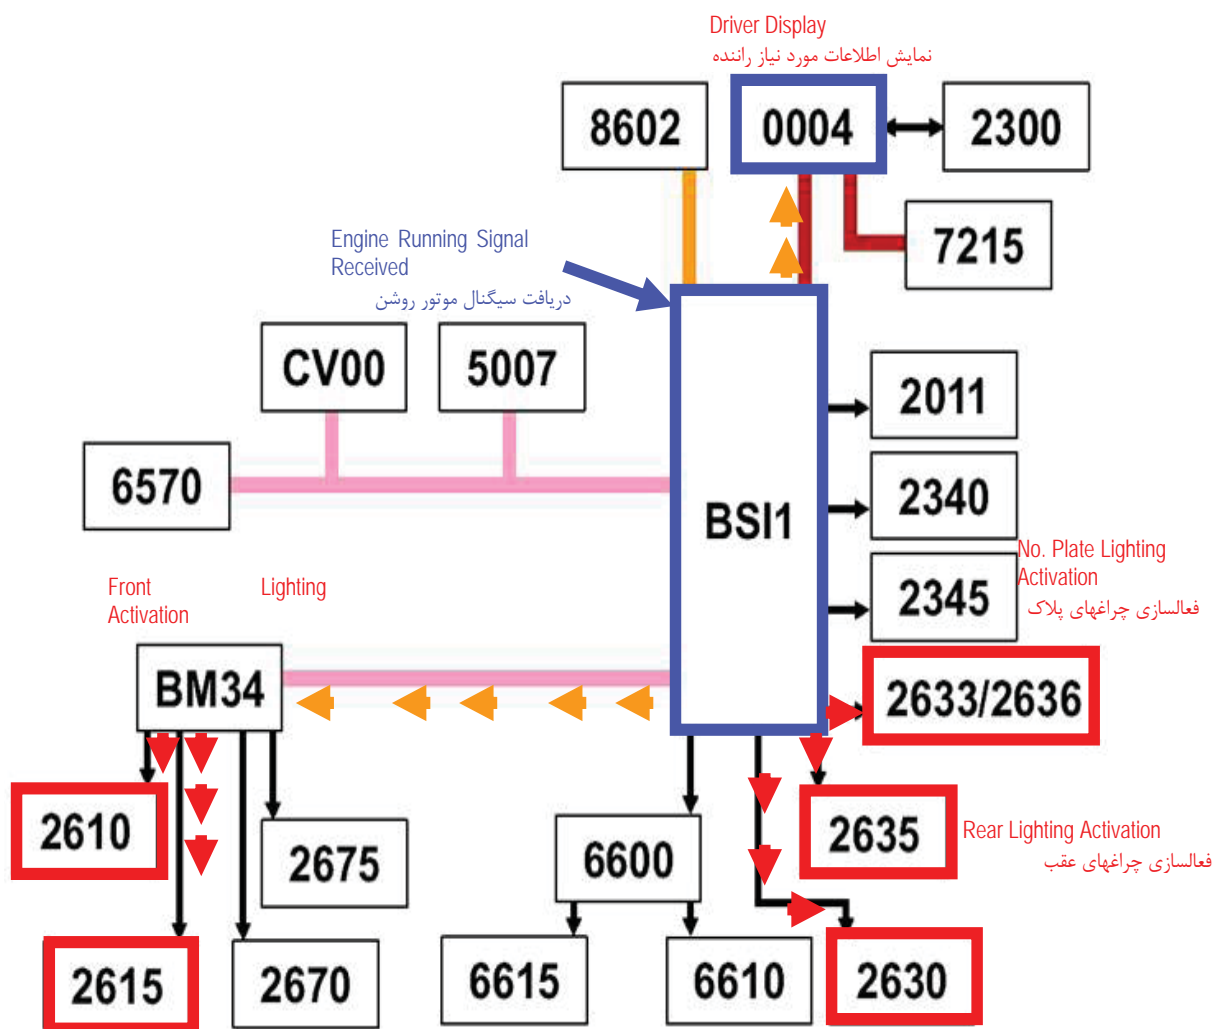 Driver Display
نمایش اطلاعات مورد نیاز راننده
8602
0004
2300
7215
Engine Running Signal
Received
دریافت سیگنال موتور روشن
CV00
5007
2011
6570
2340
BSI1
No. Plate Lighting
Activation
2345
فعالسازی چراغهای پلاک
Front Lighting
Activation
BM34
2633/2636
2610
2675
6600
2635
Rear Lighting Activation
فعالسازی چراغهای عقب
2615
2670
6615
6610
2630